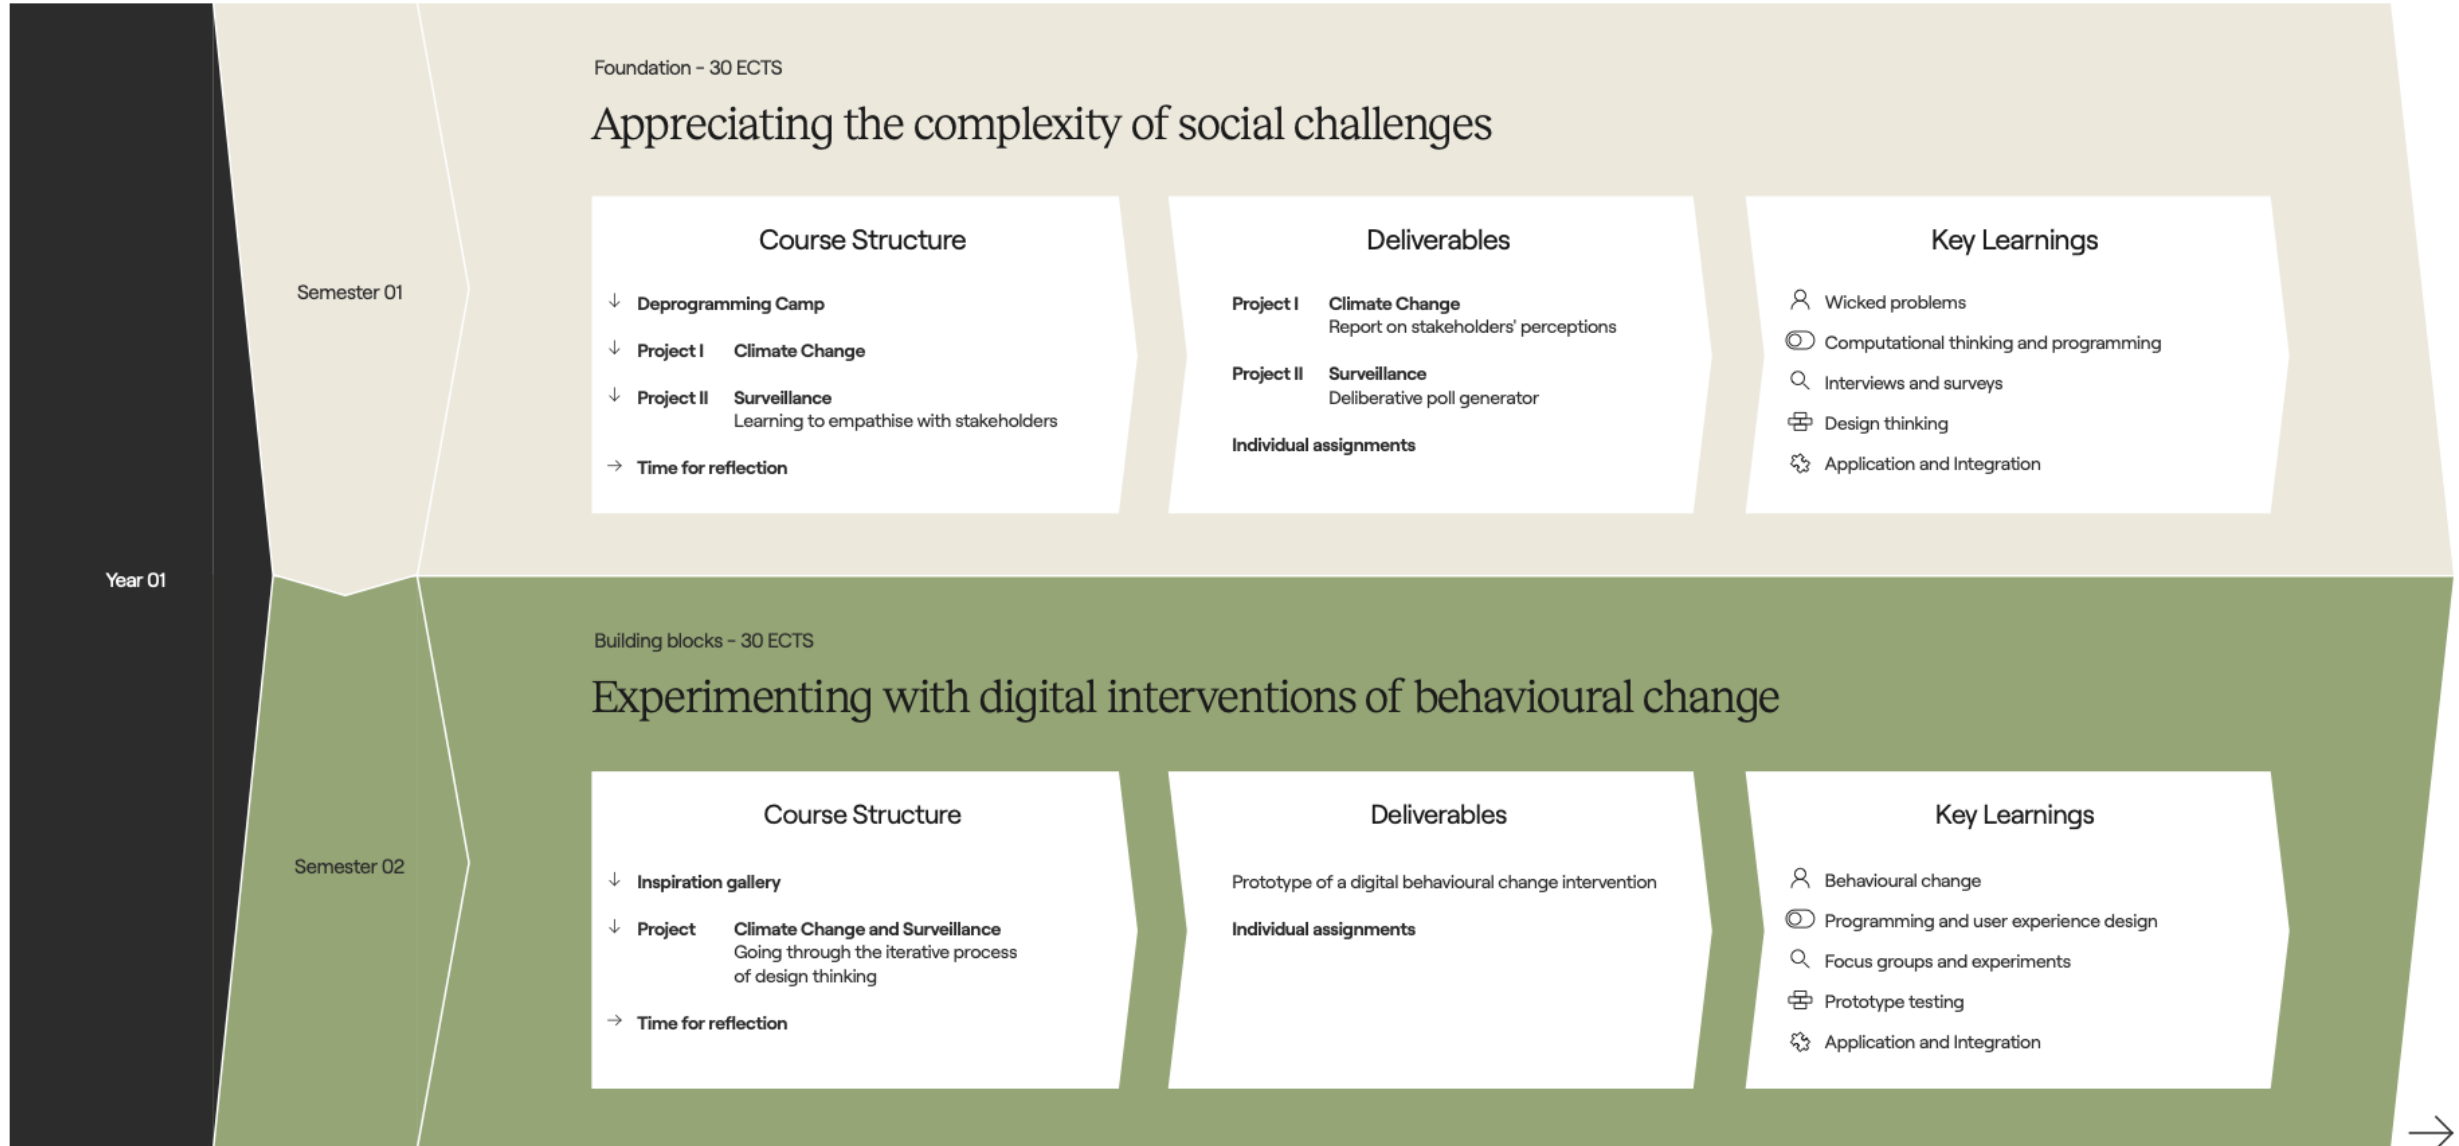 Year 01
Semester 01
Foundation – 30 ECTS
Appreciating the complexity of social challenges
Course Structure
Deprogramming Camp
Project I Climate Change
Project II Surveillance
Learning to empathise with stakeholders
Time for reflection
Deliverables
Project I Climate Change
Report on stakeholders' perceptions
Project II Surveillance
Deliberative poll generator
Individual assignments
Key Learnings
Wicked problems
Computational thinking and programming
Interviews and surveys
Design thinking
Application and Integration
Semester 02
Building blocks – 30 ECTS
Experimenting with digital interventions of behavioural change
Course Structure
Inspiration gallery
Project Climate Change and Surveillance
Going through the iterative process
of design thinking
Time for reflection
Deliverables
Prototype of a digital behavioural change intervention
Individual assignments
Key Learnings
Behavioural change
Programming and user experience design
Focus groups and experiments
Prototype testing
Application and Integration